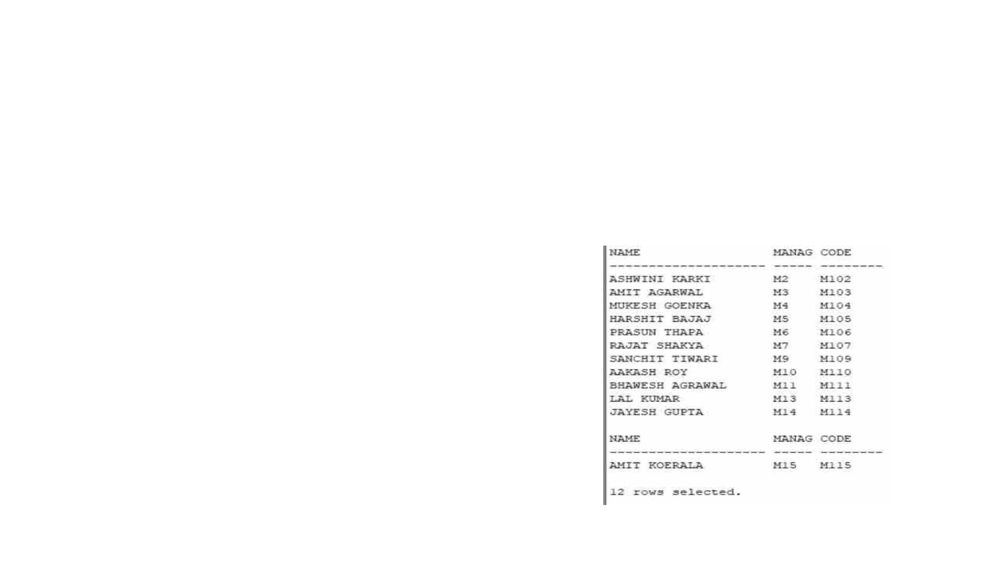 NAME MANAG CODE
-------------------- ----- --------
ASHWINI KARKI M2 M102
AMIT AGARWAL M3 M103
MUKESH GOENKA M4 M104
HARSHIT BAJAJ M5 M105
PRASUN THAPA M6 M106
RAJAT SHAKYA M7 M107
SANCHIT TIWARI M9 M109
AAKASH ROY M10 M110
BHAWESH AGRAWAL M11 M111
LAL KUMAR M13 M113
JAYESH GUPTA M14 M114
NAME MANAG CODE
-------------------- ----- --------
AMIT KOERALA M15 M115
12 rows selected.